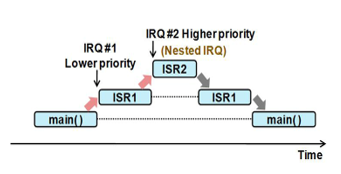 IRQ#1
Lower priority
IRQ#2 Higher priority
(Nested IRQ)
ISR2
ISR1
ISR1
main()
main()
Time